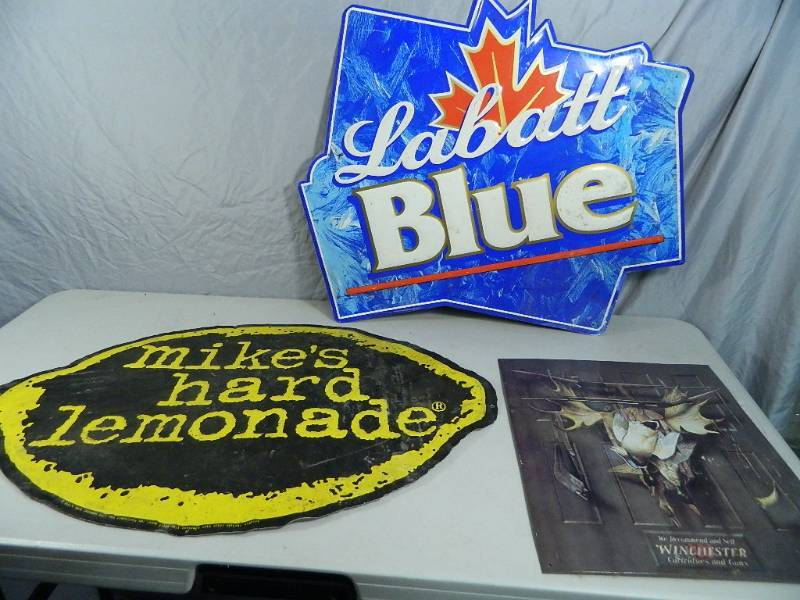 Labatt
Blue
mike's
hard
lemonade®
We Recommend and Sell
WINCHESTER
Cartridges and Guns